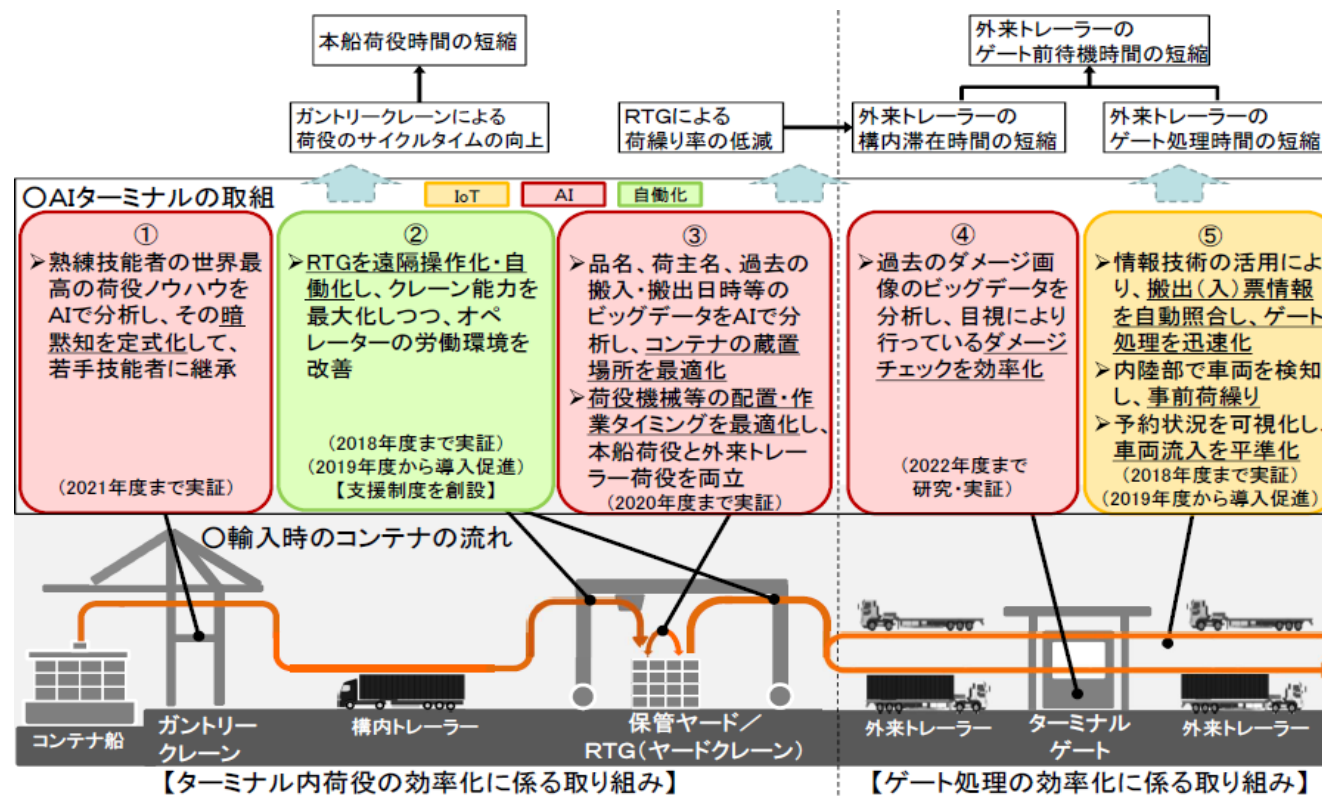 本船荷役時間の短縮
外来トレーラーの
ゲート前待機時間の短縮
ガントリークレーンによる
荷役のサイクルタイムの向上
RTGによる
荷繰り率の低減
外来トレーラーの
構内滞在時間の短縮
外来トレーラーの
ゲート処理時間の短縮
○AIターミナルの取組
IoT
AI
自働化
①
➢熟練技能者の世界最
高の荷役ノウハウを
AIで分析し、その暗
黙知を定式化して、
若手技能者に継承
(2021年度まで実証)
②
➢RTGを遠隔操作化・自
働化し、クレーン能力を
最大化しつつ、オペ
レーターの労働環境を
改善
(2018年度まで実証)
(2019年度から導入促進)
【支援制度を創設】
③
➢品名、荷主名、過去の
搬入・搬出日時等の
ビッグデータをAIで分
析し、コンテナの蔵置
場所を最適化
➢荷役機械等の配置・作
業タイミングを最適化し、
本船荷役と外来トレー
ラー荷役を両立
(2020年度まで実証)
④
➢過去のダメージ画
像のビッグデータを
分析し、目視により
行っているダメージ
チェックを効率化
(2022年度まで
研究・実証)
⑤
➢情報技術の活用によ
り、搬出(入)票情報
を自動照合し、ゲート
処理を迅速化
➢内陸部で車両を検知
し、事前荷繰り
➢予約状況を可視化し、
車両流入を平準化
(2018年度まで実証)
(2019年度から導入促進)
○輸入時のコンテナの流れ
コンテナ船
ガントリー
クレーン
構内トレーラー
保管ヤード/
RTG(ヤードクレーン)
外来トレーラー
ターミナル
ゲート
外来トレーラー
【ターミナル内荷役の効率化に係る取り組み】
【ゲート処理の効率化に係る取り組み】